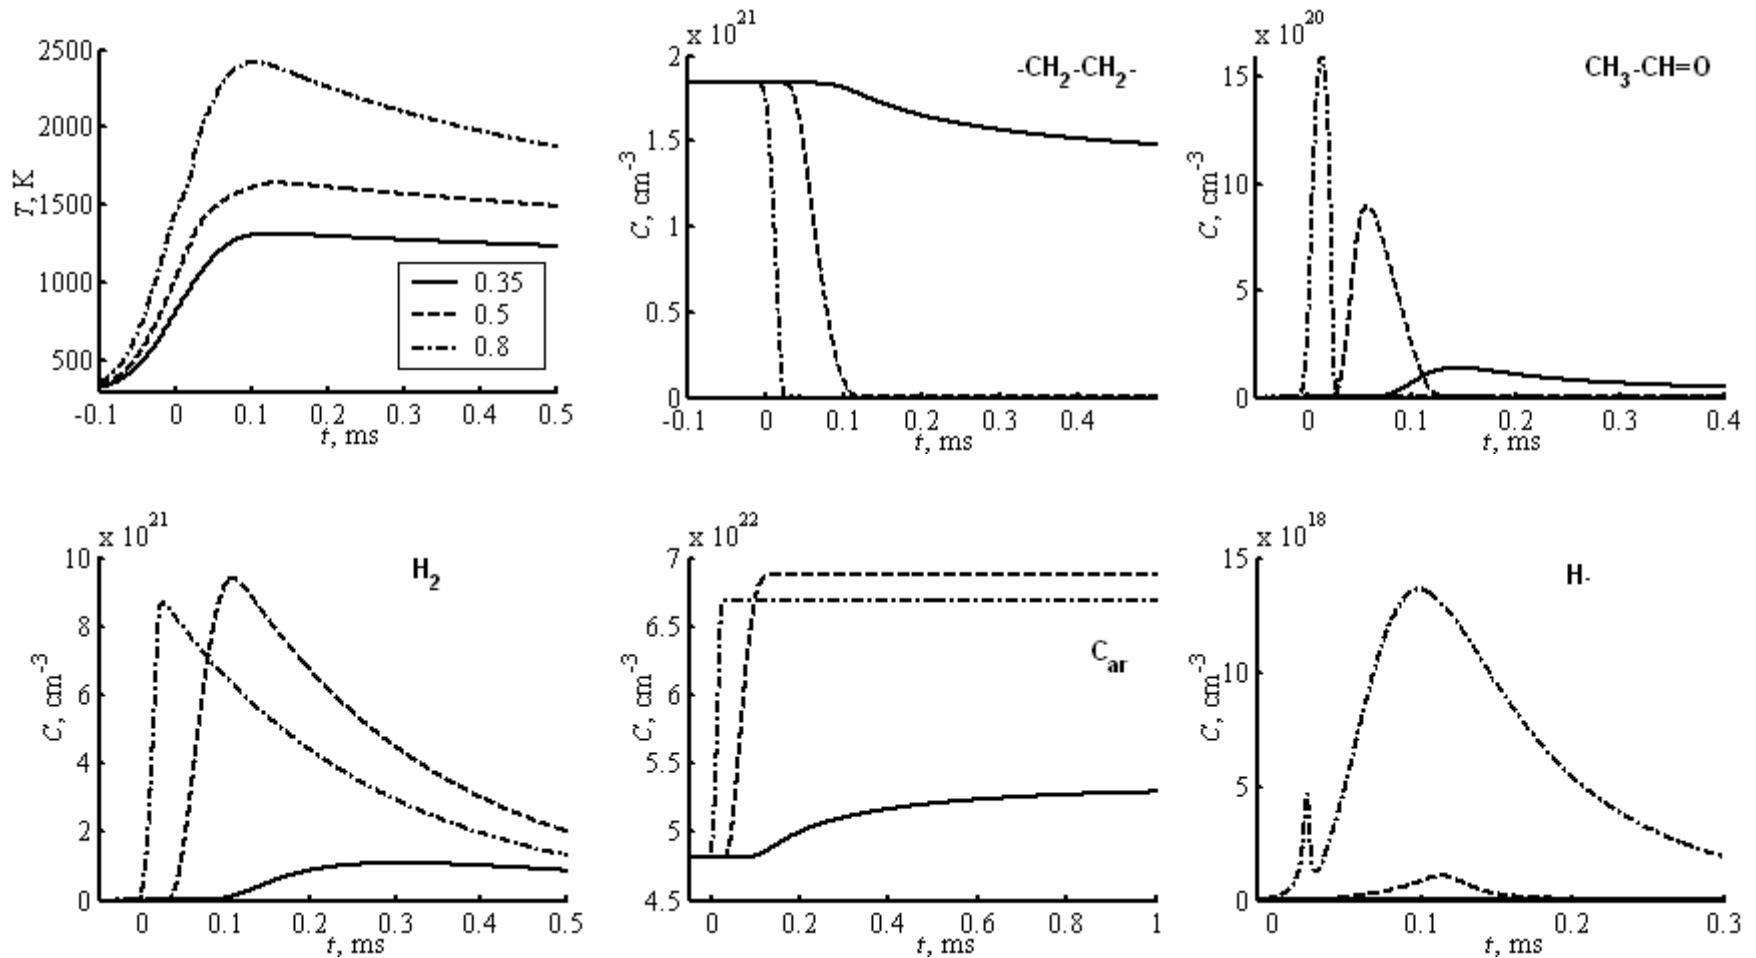 2500
2000
1500
1000
500
T, K
-0.1 0 0.1 0.2 0.3 0.4 0.5
t, ms
0.35
0.5
0.8
x 10^21
-CH2-CH2-
2
1.5
1
0.5
0
C, cm^-3
-0.1 0 0.1 0.2 0.3 0.4
t, ms
x 10^20
CH3-CH=O
15
10
5
0
C, cm^-3
0 0.1 0.2 0.3 0.4
t, ms
x 10^21
H2
10
8
6
4
2
0
C, cm^-3
0 0.1 0.2 0.3 0.4 0.5
t, ms
x 10^22
7
6.5
6
5.5
5
4.5
Car
C, cm^-3
0 0.2 0.4 0.6 0.8 1
t, ms
x 10^18
H·
15
10
5
0
C, cm^-3
0 0.1 0.2 0.3
t, ms